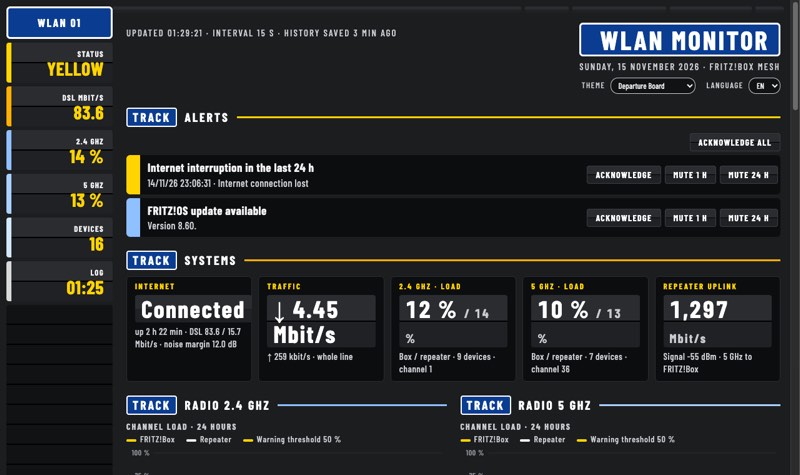 WLAN 01
STATUS
YELLOW
DSL MBIT/S
83.6
2.4 GHZ
14 %
5 GHZ
13 %
DEVICES
16
LOG
01:25
UPDATED 01:29:21 · INTERVAL 15 S · HISTORY SAVED 3 MIN AGO
WLAN MONITOR
SUNDAY, 15 NOVEMBER 2026 · FRITZ!BOX MESH
THEME Departure Board LANGUAGE EN
TRACK ALERTS
ACKNOWLEDGE ALL
Internet interruption in the last 24 h
14/11/26 23:06:31 · Internet connection lost
ACKNOWLEDGE MUTE 1 H MUTE 24 H
FRITZ!OS update available
Version 8.60.
ACKNOWLEDGE MUTE 1 H MUTE 24 H
TRACK SYSTEMS
INTERNET
Connected
up 2 h 22 min · DSL 83.6 / 15.7
Mbit/s · noise margin 12.0 dB
TRAFFIC
↓ 4.45
Mbit/s
↑ 259 kbit/s · whole line
2.4 GHZ · LOAD
12 % / 14
%
Box / repeater · 9 devices ·
channel 1
5 GHZ · LOAD
10 % / 13
%
Box / repeater · 7 devices ·
channel 36
REPEATER UPLINK
1,297
Mbit/s
Signal -55 dBm · 5 GHz to
FRITZ!Box
TRACK RADIO 2.4 GHZ
CHANNEL LOAD · 24 HOURS
FRITZ!Box Repeater Warning threshold 50 %
100 %
TRACK RADIO 5 GHZ
CHANNEL LOAD · 24 HOURS
FRITZ!Box Repeater Warning threshold 50 %
100 %